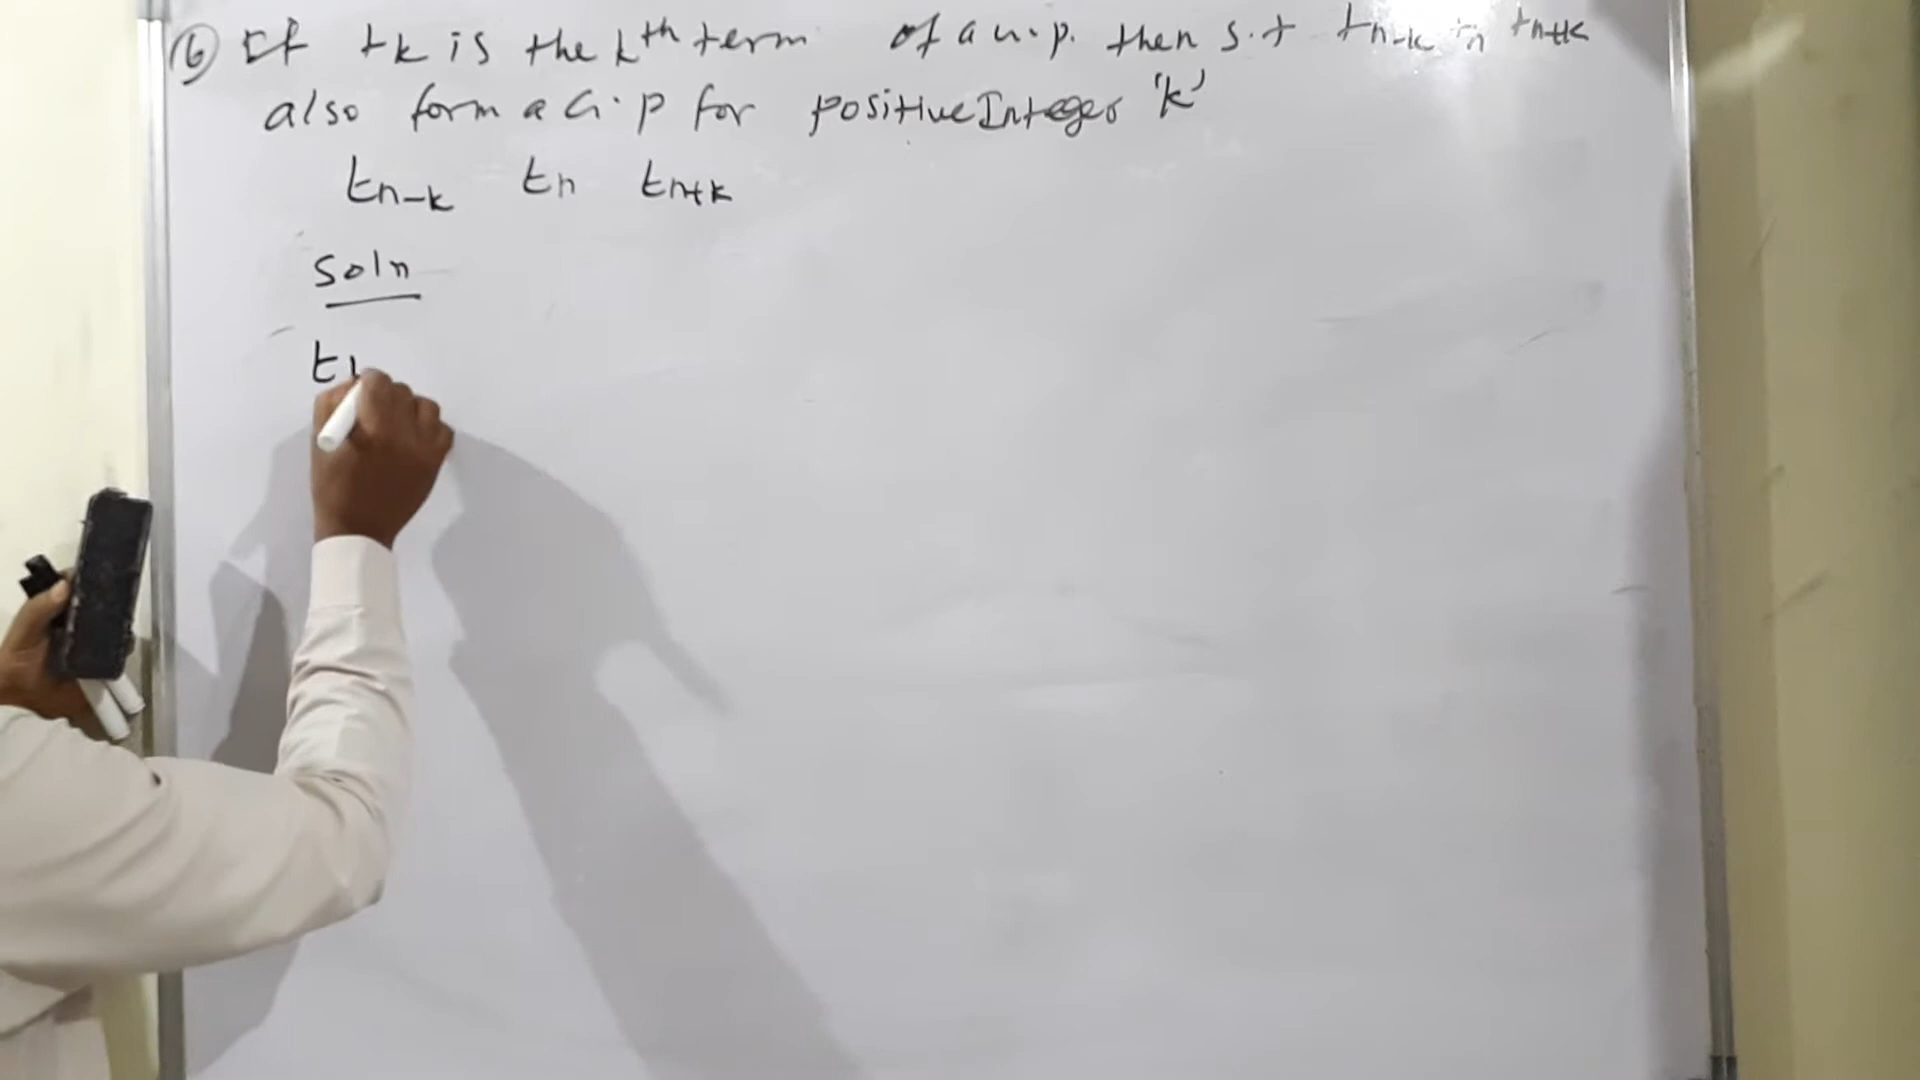 ⑥ If tk is the kth term of a G.p. then S.t tn-k tn tn+k
also form a G.p for positive Integer 'k'
tn-k tn tn+k
Soln
t